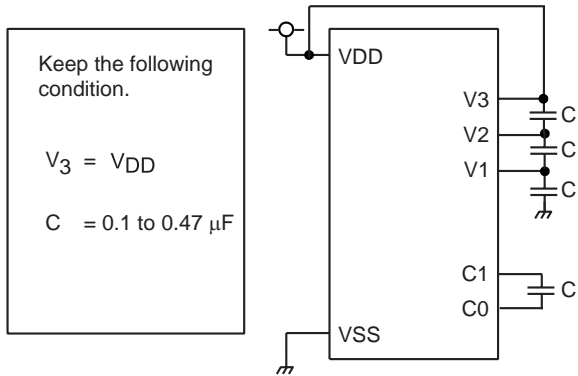 Keep the following
condition.
V3 = VDD
C = 0.1 to 0.47 μF
VDD
V3
C
V2
C
V1
C
C1
C
C0
VSS